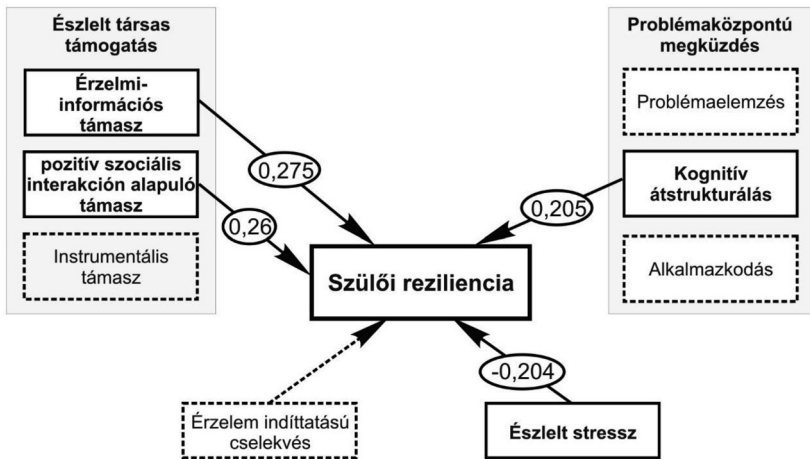 Észlelt társas
támogatás
Érzelmi-
információs
támasz
pozitív szociális
interakción alapuló
támasz
Instrumentális
támasz
0,275
0,26
Szülői reziliencia
Problémaközpontú
megküzdés
Problémaelemzés
Kognitív
átstrukturálás
Alkalmazkodás
0,205
-0,204
Érzelem indíttatású
cselekvés
Észlelt stressz